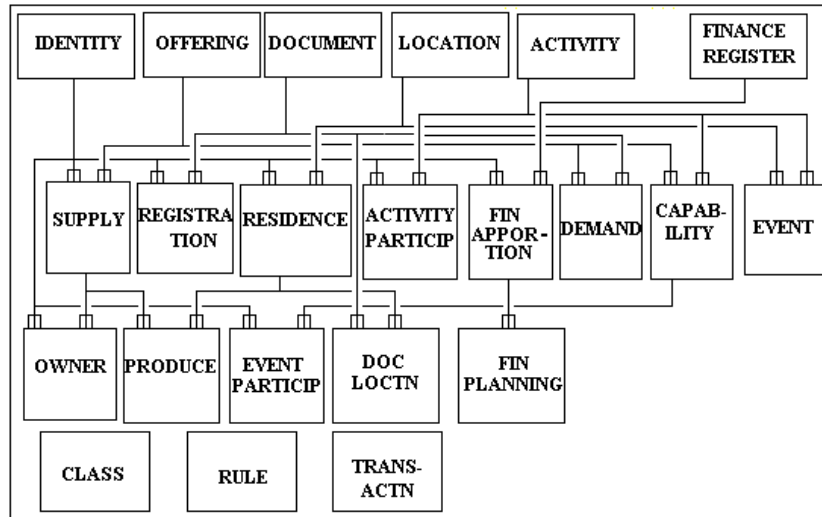 IDENTITY
OFFERING
DOCUMENT
LOCATION
ACTIVITY
FINANCE
REGISTER
SUPPLY
REGISTRA
TION
RESIDENCE
ACTIVITY
PARTICIP
FIN
APPOR-
TION
DEMAND
CAPAB-
ILITY
EVENT
OWNER
PRODUCE
EVENT
PARTICIP
DOC
LOCTN
FIN
PLANNING
CLASS
RULE
TRANS-
ACTN